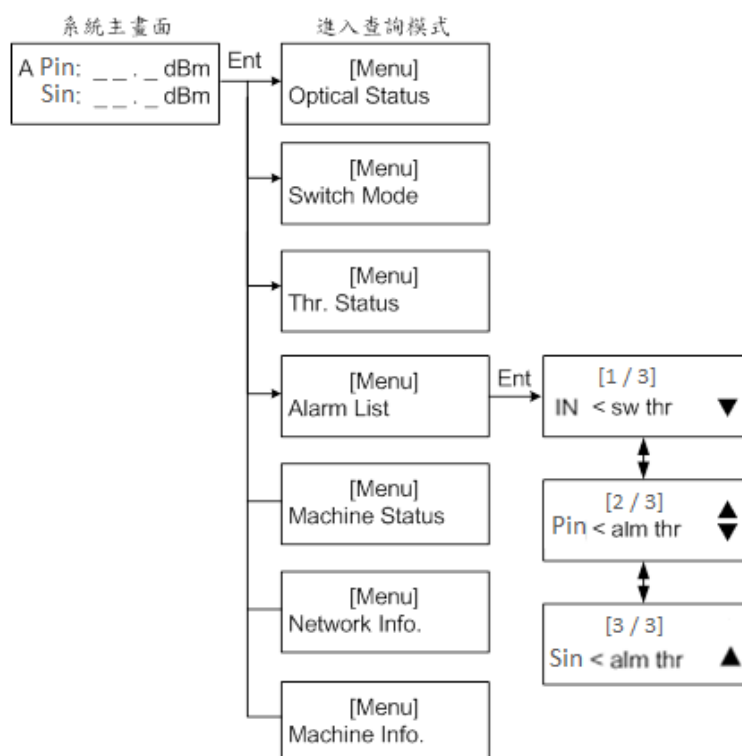 系統主畫面
進入查詢模式
A Pin: _ _ . _ dBm
Sin: _ _ . _ dBm
Ent
[Menu]
Optical Status
[Menu]
Switch Mode
[Menu]
Thr. Status
[Menu]
Alarm List
Ent
[1 / 3]
IN < sw thr ▼
[Menu]
Machine Status
[2 / 3]
Pin < alm thr ▲▼
[Menu]
Network Info.
[3 / 3]
Sin < alm thr ▲
[Menu]
Machine Info.